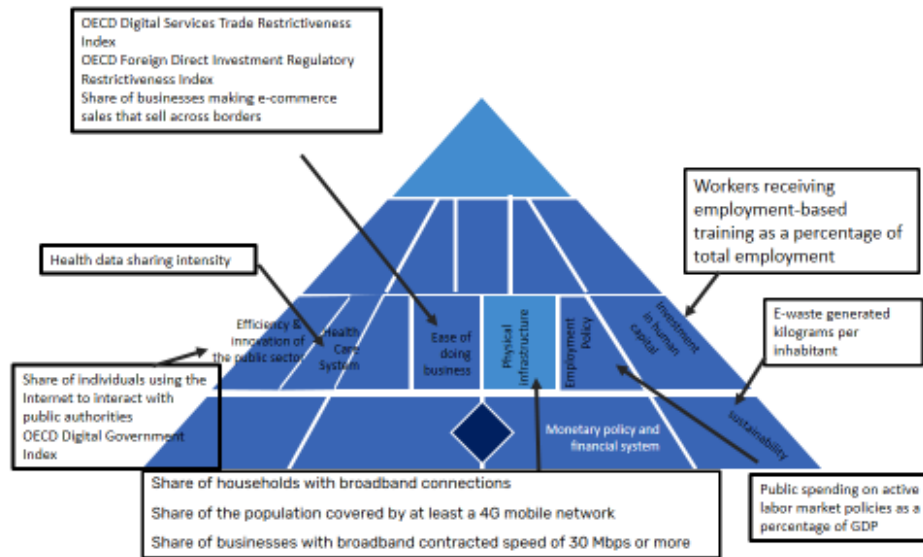 OECD Digital Services Trade Restrictiveness
Index
OECD Foreign Direct Investment Regulatory
Restrictiveness Index
Share of businesses making e-commerce
sales that sell across borders
Workers receiving
employment-based
training as a percentage of
total employment
Health data sharing intensity
E-waste generated
kilograms per
inhabitant
Efficiency &
innovation of
the public sector
Health
Care
System
Ease of
doing
business
Physical
infrastructure
Employment
Policy
Investment
in human
capital
Share of individuals using the
Internet to interact with
public authorities
OECD Digital Government
Index
Monetary policy and
financial system
sustainability
Share of households with broadband connections
Share of the population covered by at least a 4G mobile network
Share of businesses with broadband contracted speed of 30 Mbps or more
Public spending on active
labor market policies as a
percentage of GDP